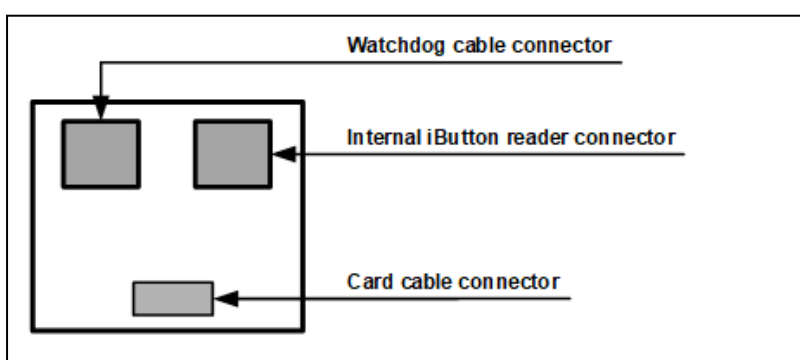 Watchdog cable connector
Internal iButton reader connector
Card cable connector